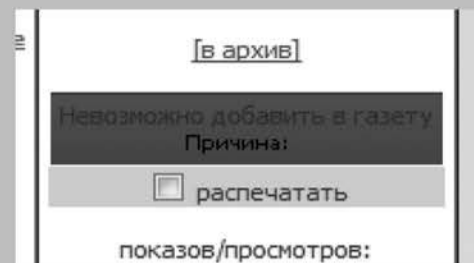 [в архив]
Невозможно добавить в газету
Причина:
распечатать
показов/просмотров: